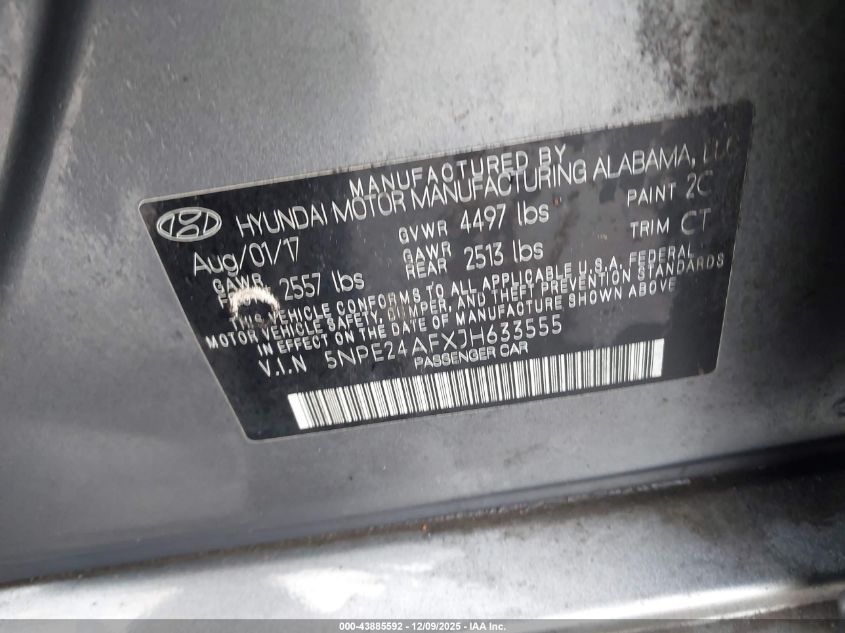 MANUFACTURED BY
HYUNDAI MOTOR MANUFACTURING ALABAMA, LLC
Aug/01/17 GVWR 4497 lbs PAINT 2C
GAWR 2557 lbs GAWR REAR 2513 lbs TRIM CT
THIS VEHICLE CONFORMS TO ALL APPLICABLE U.S.A. FEDERAL
MOTOR VEHICLE SAFETY, BUMPER, AND THEFT PREVENTION STANDARDS
IN EFFECT ON THE DATE OF MANUFACTURE SHOWN ABOVE
V.I.N 5NPE24AFXJH633555
PASSENGER CAR
000-43885592 - 12/09/2025 - IAA Inc.